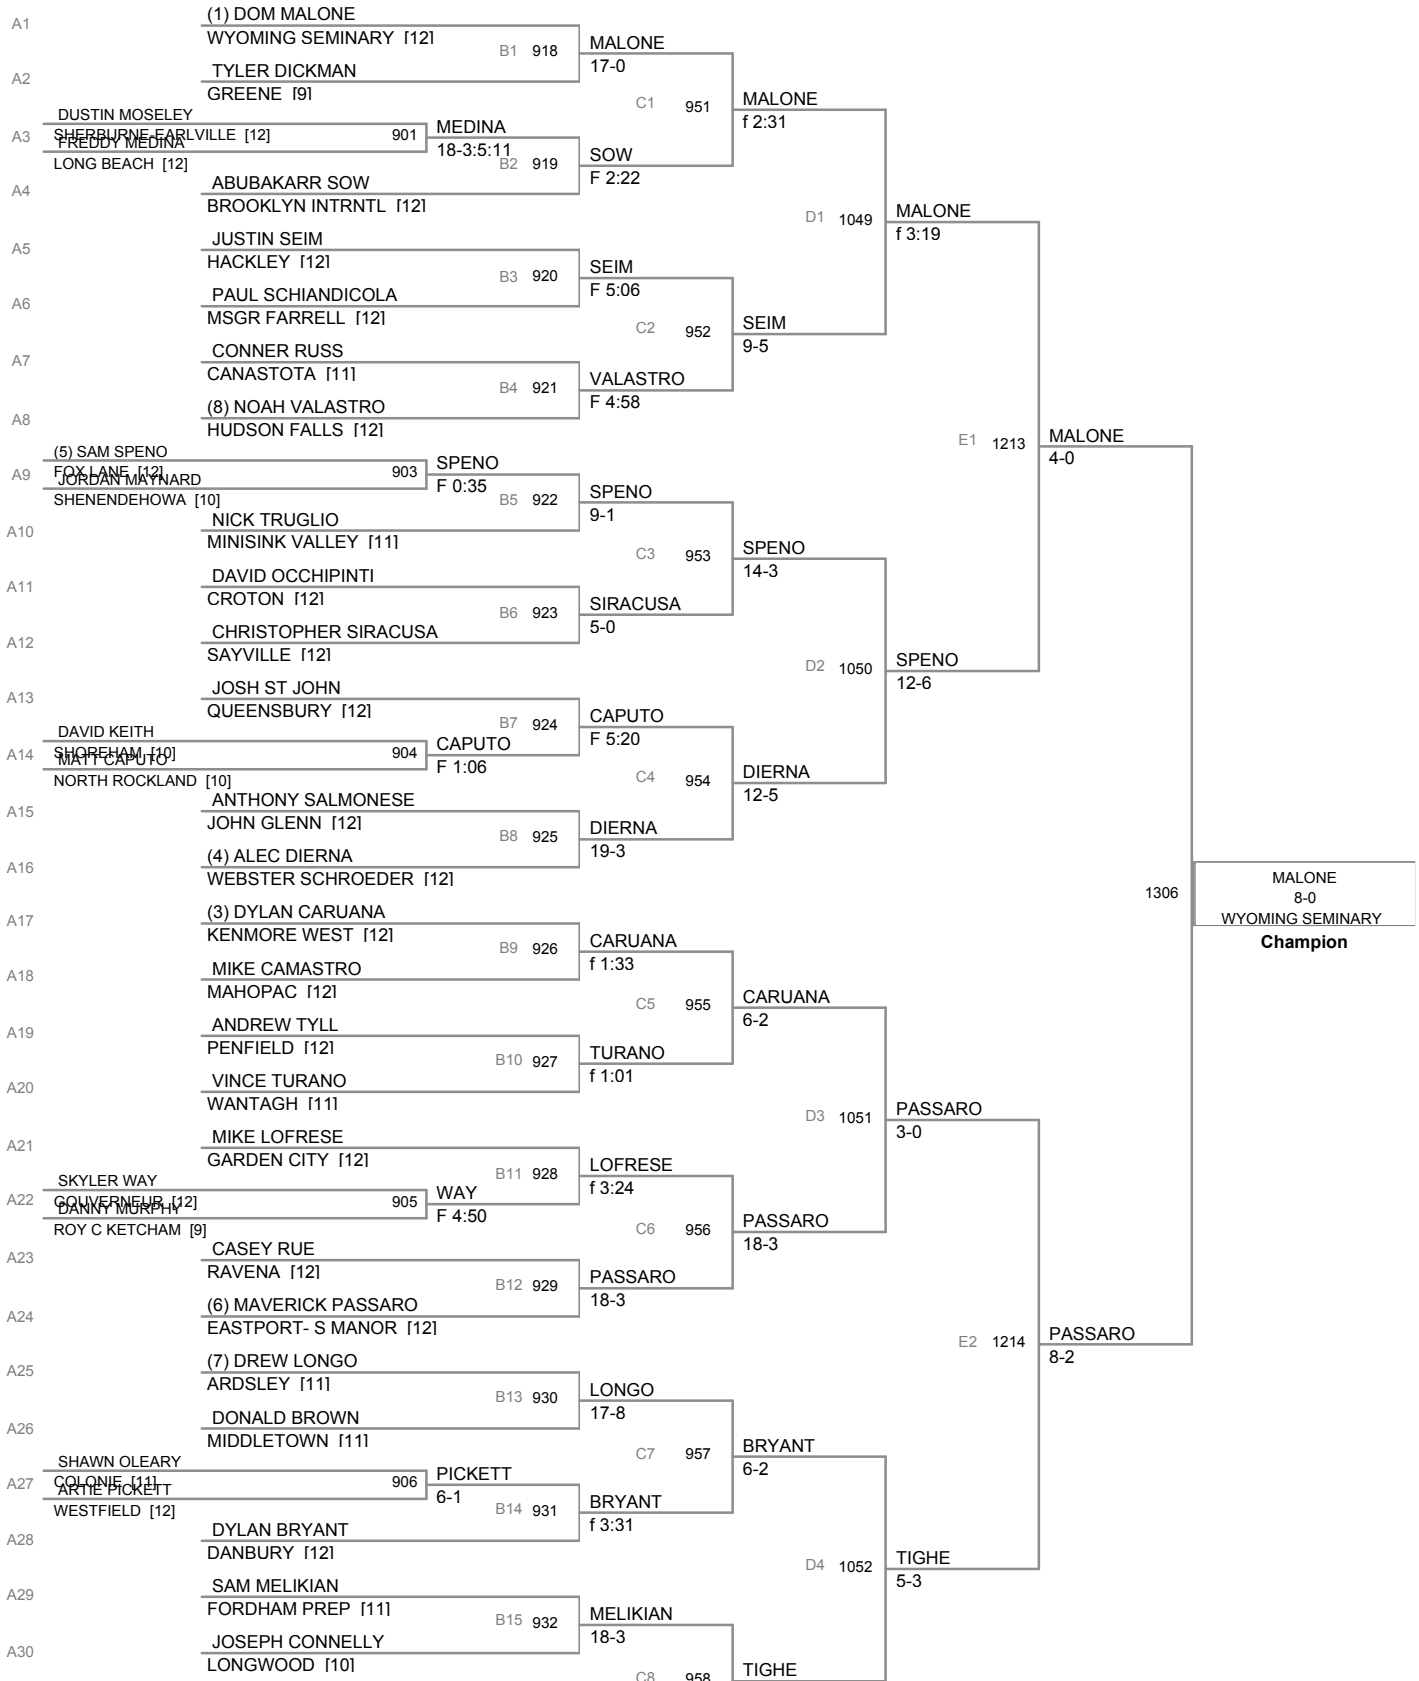 A1
(1) DOM MALONE
WYOMING SEMINARY [12]
B1 918
MALONE
17-0
A2
TYLER DICKMAN
GREENE [9]
C1 951
MALONE
f 2:31
A3
DUSTIN MOSELEY
SHERBURNE-EARLVILLE [12]
FREDDY MEDINA
LONG BEACH [12]
901
MEDINA
18-3:5:11
B2 919
SOW
F 2:22
A4
ABUBAKARR SOW
BROOKLYN INTRNTL [12]
D1 1049
MALONE
f 3:19
A5
JUSTIN SEIM
HACKLEY [12]
B3 920
SEIM
F 5:06
A6
PAUL SCHIANDICOLA
MSGR FARRELL [12]
C2 952
SEIM
9-5
A7
CONNER RUSS
CANASTOTA [11]
B4 921
VALASTRO
F 4:58
A8
(8) NOAH VALASTRO
HUDSON FALLS [12]
E1 1213
MALONE
4-0
A9
(5) SAM SPENO
FOX LANE [12]
JORDAN MAYNARD
SHENENDEHOWA [10]
903
SPENO
F 0:35
B5 922
SPENO
9-1
A10
NICK TRUGLIO
MINISINK VALLEY [11]
C3 953
SPENO
14-3
A11
DAVID OCCHIPINTI
CROTON [12]
B6 923
SIRACUSA
5-0
A12
CHRISTOPHER SIRACUSA
SAYVILLE [12]
D2 1050
SPENO
12-6
A13
JOSH ST JOHN
QUEENSBURY [12]
B7 924
CAPUTO
F 5:20
A14
DAVID KEITH
SHOREHAM [10]
MATT CAPUTO
NORTH ROCKLAND [10]
904
CAPUTO
F 1:06
C4 954
DIERNA
12-5
A15
ANTHONY SALMONESE
JOHN GLENN [12]
B8 925
DIERNA
19-3
A16
(4) ALEC DIERNA
WEBSTER SCHROEDER [12]
1306
MALONE
8-0
WYOMING SEMINARY
Champion
A17
(3) DYLAN CARUANA
KENMORE WEST [12]
B9 926
CARUANA
f 1:33
A18
MIKE CAMASTRO
MAHOPAC [12]
C5 955
CARUANA
6-2
A19
ANDREW TYLL
PENFIELD [12]
B10 927
TURANO
f 1:01
A20
VINCE TURANO
WANTAGH [11]
D3 1051
PASSARO
3-0
A21
MIKE LOFRESE
GARDEN CITY [12]
B11 928
LOFRESE
f 3:24
A22
SKYLER WAY
GOUVERNEUR [12]
DANNY MURPHY
ROY C KETCHAM [9]
905
WAY
F 4:50
C6 956
PASSARO
18-3
A23
CASEY RUE
RAVENA [12]
B12 929
PASSARO
18-3
A24
(6) MAVERICK PASSARO
EASTPORT- S MANOR [12]
E2 1214
PASSARO
8-2
A25
(7) DREW LONGO
ARDSLEY [11]
B13 930
LONGO
17-8
A26
DONALD BROWN
MIDDLETOWN [11]
C7 957
BRYANT
6-2
A27
SHAWN OLEARY
COLONIE [11]
ARTIE PICKETT
WESTFIELD [12]
906
PICKETT
6-1
B14 931
BRYANT
f 3:31
A28
DYLAN BRYANT
DANBURY [12]
D4 1052
TIGHE
5-3
A29
SAM MELIKIAN
FORDHAM PREP [11]
B15 932
MELIKIAN
18-3
A30
JOSEPH CONNELLY
LONGWOOD [10]
C8 958
TIGHE